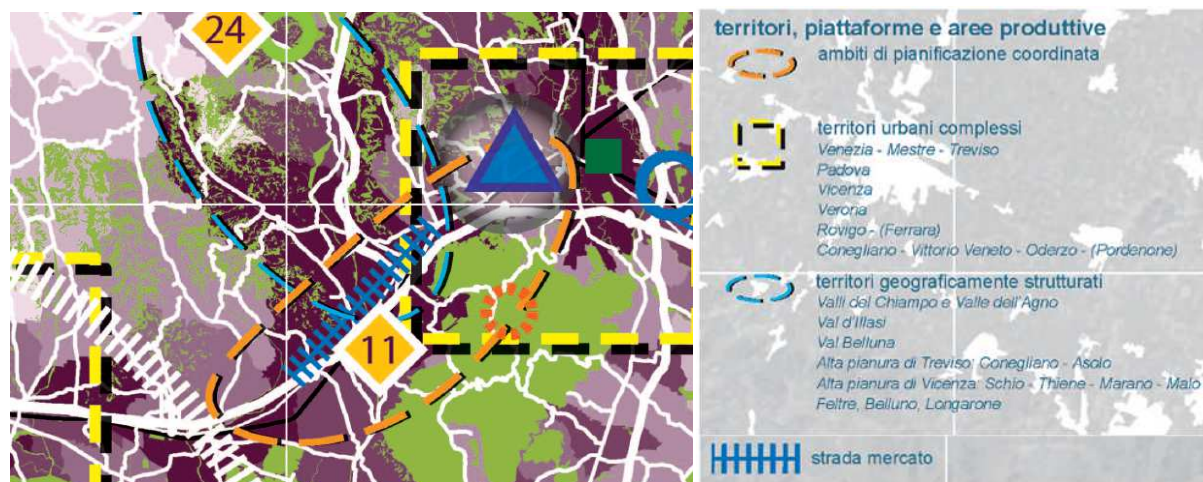 24
11
territori, piattaforme e aree produttive
ambiti di pianificazione coordinata
territori urbani complessi
Venezia - Mestre - Treviso
Padova
Vicenza
Verona
Rovigo - (Ferrara)
Conegliano - Vittorio Veneto - Oderzo - (Pordenone)
territori geograficamente strutturati
Valli del Chiampo e Valle dell'Agno
Val d'Illasi
Val Belluna
Alta pianura di Treviso: Conegliano - Asolo
Alta pianura di Vicenza: Schio - Thiene - Marano - Malo
Feltre, Belluno, Longarone
strada mercato